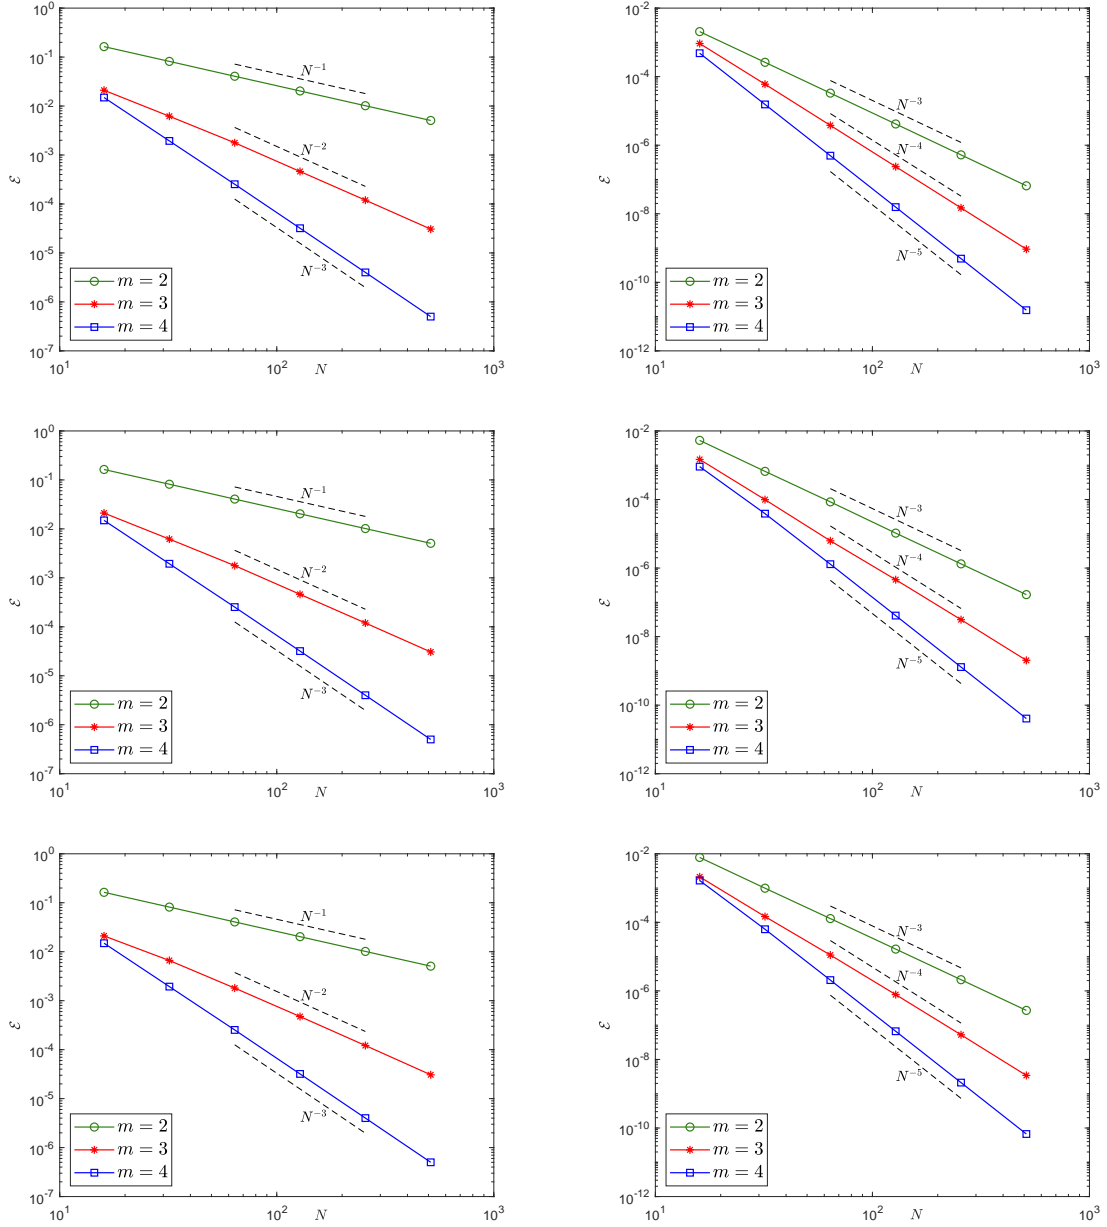 10^0
10^-1
10^-2
10^-3
10^-4
10^-5
10^-6
10^-7
ℰ
N^-1
N^-2
N^-3
m = 2
m = 3
m = 4
10^1
10^2
N
10^3
10^-2
10^-4
10^-6
10^-8
10^-10
10^-12
ℰ
N^-3
N^-4
N^-5
m = 2
m = 3
m = 4
10^1
10^2
N
10^3
10^0
10^-1
10^-2
10^-3
10^-4
10^-5
10^-6
10^-7
ℰ
N^-1
N^-2
N^-3
m = 2
m = 3
m = 4
10^1
10^2
N
10^3
10^-2
10^-4
10^-6
10^-8
10^-10
10^-12
ℰ
N^-3
N^-4
N^-5
m = 2
m = 3
m = 4
10^1
10^2
N
10^3
10^0
10^-1
10^-2
10^-3
10^-4
10^-5
10^-6
10^-7
ℰ
N^-1
N^-2
N^-3
m = 2
m = 3
m = 4
10^1
10^2
N
10^3
10^-2
10^-4
10^-6
10^-8
10^-10
10^-12
ℰ
N^-3
N^-4
N^-5
m = 2
m = 3
m = 4
10^1
10^2
N
10^3